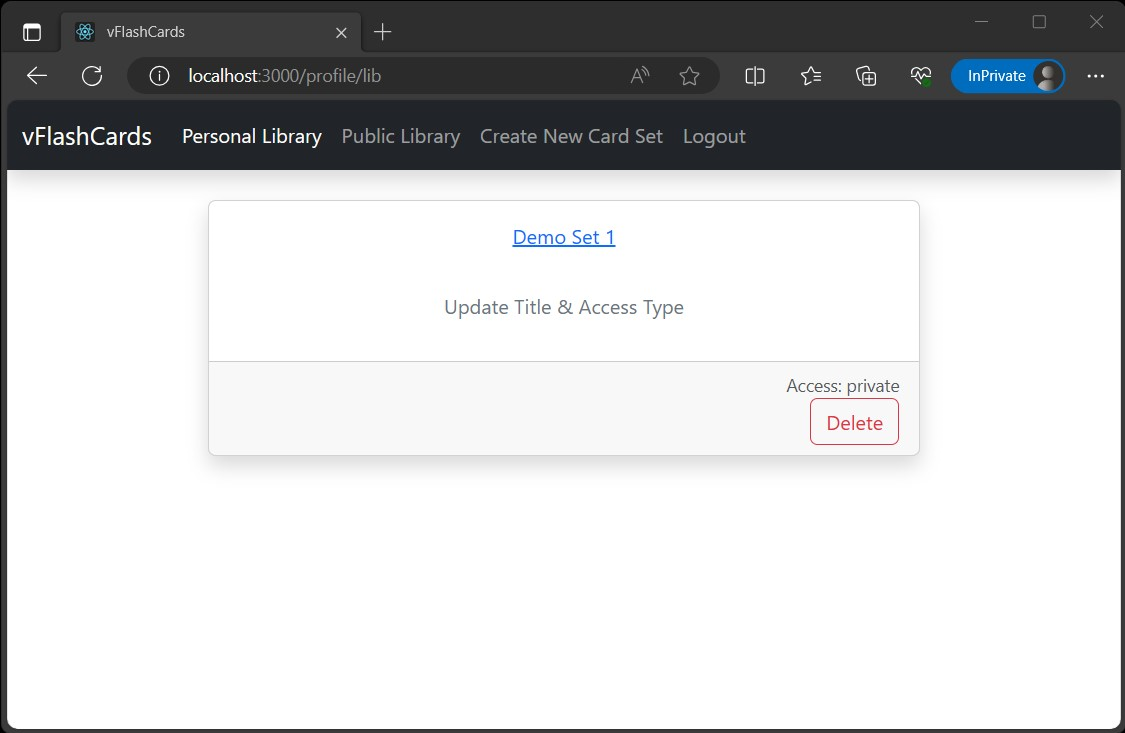 vFlashCards
localhost:3000/profile/lib
InPrivate
vFlashCards Personal Library Public Library Create New Card Set Logout
Demo Set 1
Update Title & Access Type
Access: private
Delete